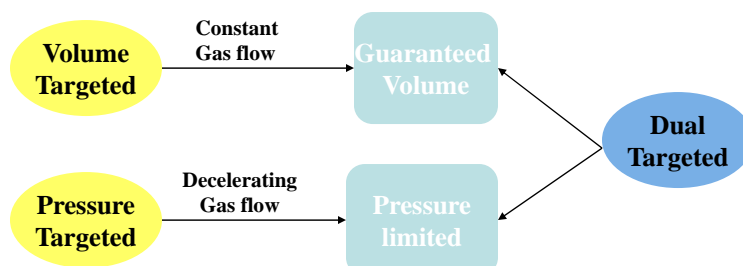 Volume
Targeted
Constant
Gas flow
Guaranteed
Volume
Dual
Targeted
Pressure
Targeted
Decelerating
Gas flow
Pressure
limited